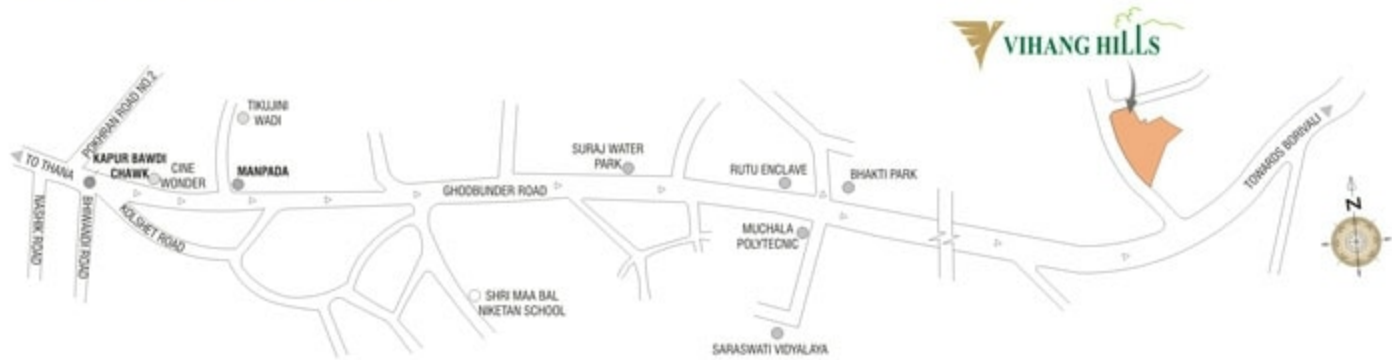 VIHANG HILLS
POKHRAN ROAD NO.2
TO THANA
KAPUR BAWDI
CHAWK
CINE
WONDER
TIKUJINI
WADI
MANPADA
NASHK ROAD
BHIWANDI ROAD
KOLSHET ROAD
GHODBUNDER ROAD
SURAJ WATER
PARK
RUTU ENCLAVE
BHAKTI PARK
MUCHALA
POLYTECNIC
SHRI MAA BAL
NIKETAN SCHOOL
SARASWATI VIDYALAYA
TOWARDS BORIVALI
N